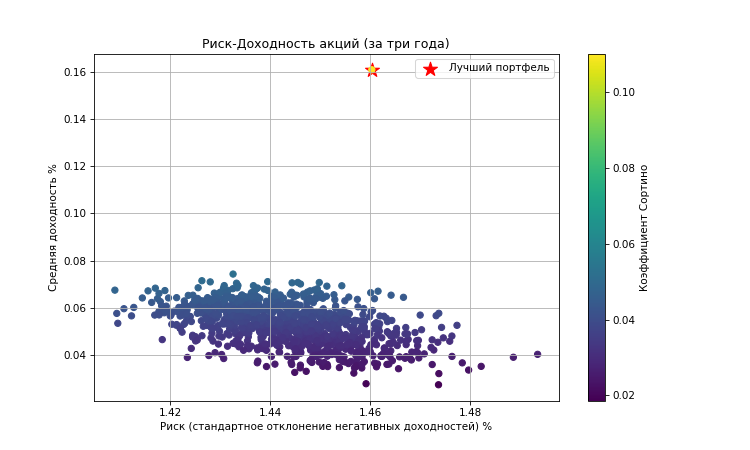 Риск-Доходность акций (за три года)
Лучший портфель
Средняя доходность %
0.16
0.14
0.12
0.10
0.08
0.06
0.04
1.42 1.44 1.46 1.48
Риск (стандартное отклонение негативных доходностей) %
0.10
0.08
0.06
0.04
0.02
Коэффициент Сортино